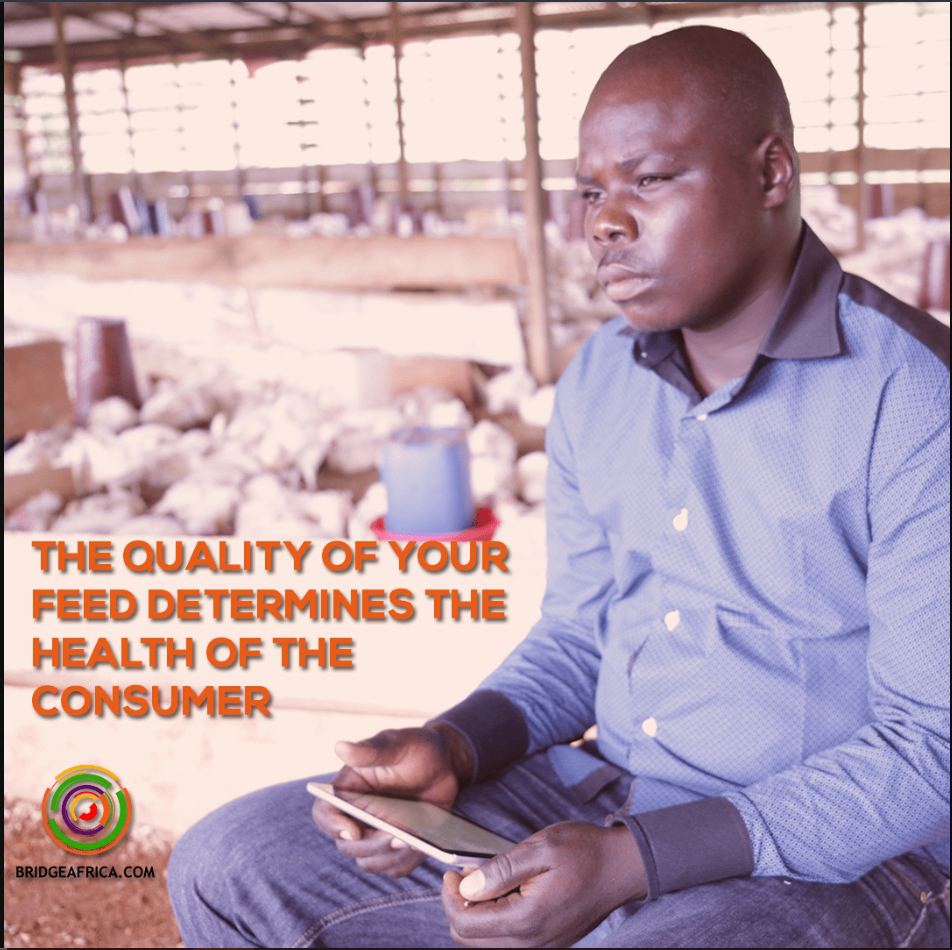 THE QUALITY OF YOUR
FEED DETERMINES THE
HEALTH OF THE
CONSUMER
BRIDGEAFRICA.COM